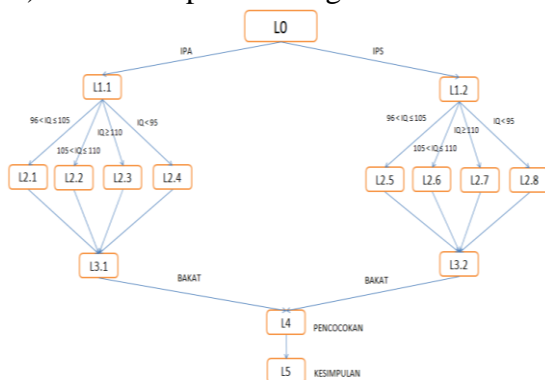 L0
IPA
IPS
L1.1
L1.2
96<IQ≤105
105<IQ≤110
IQ≥110
IQ<95
96<IQ≤105
105<IQ≤110
IQ≥110
IQ<95
L2.1
L2.2
L2.3
L2.4
L2.5
L2.6
L2.7
L2.8
L3.1
L3.2
BAKAT
BAKAT
L4
PENCOCOKAN
L5
KESIMPULAN